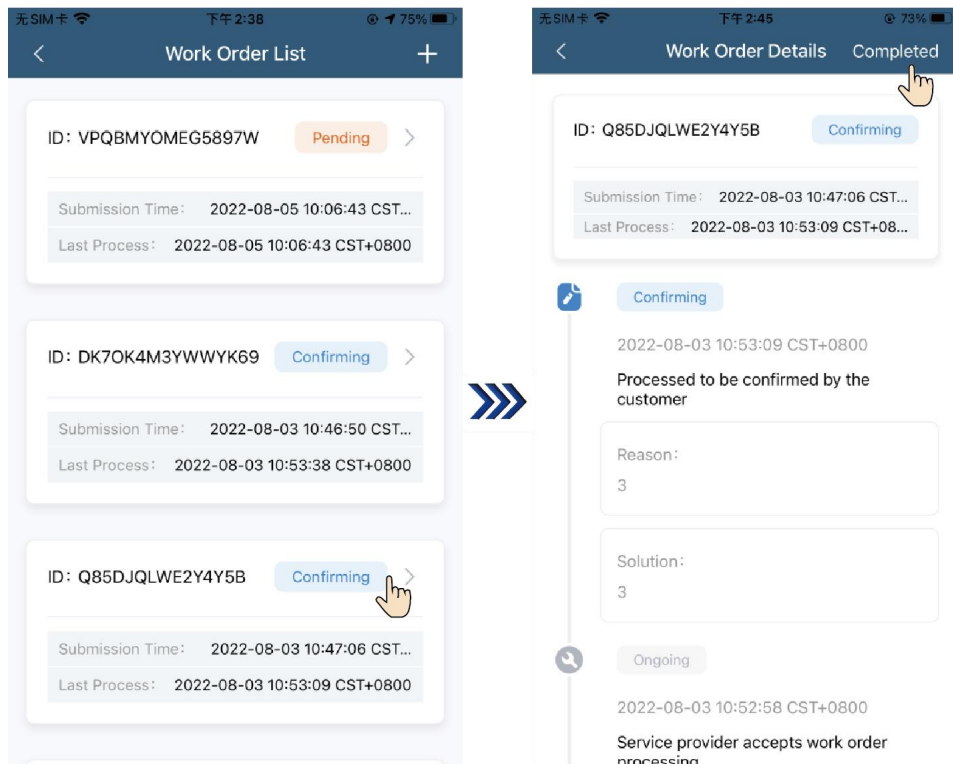 无SIM卡 下午2:38 75%
Work Order List +
ID: VPQBMYOMEG5897W Pending
Submission Time: 2022-08-05 10:06:43 CST...
Last Process: 2022-08-05 10:06:43 CST+0800
ID: DK7OK4M3YWWYK69 Confirming
Submission Time: 2022-08-03 10:46:50 CST...
Last Process: 2022-08-03 10:53:38 CST+0800
ID: Q85DJQLWE2Y4Y5B Confirming
Submission Time: 2022-08-03 10:47:06 CST...
Last Process: 2022-08-03 10:53:09 CST+0800
无SIM卡 下午2:45 73%
Work Order Details Completed
ID: Q85DJQLWE2Y4Y5B Confirming
Submission Time: 2022-08-03 10:47:06 CST...
Last Process: 2022-08-03 10:53:09 CST+08...
Confirming
2022-08-03 10:53:09 CST+0800
Processed to be confirmed by the
customer
Reason:
3
Solution:
3
Ongoing
2022-08-03 10:52:58 CST+0800
Service provider accepts work order
processing